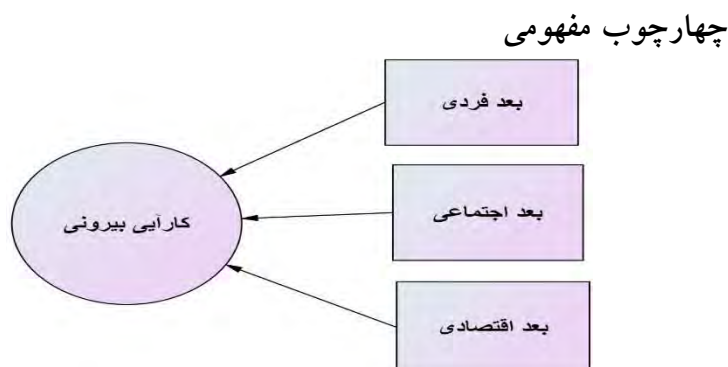 چهارچوب مفهومی
بعد فردی
بعد اجتماعی
کارآیی بیرونی
بعد اقتصادی